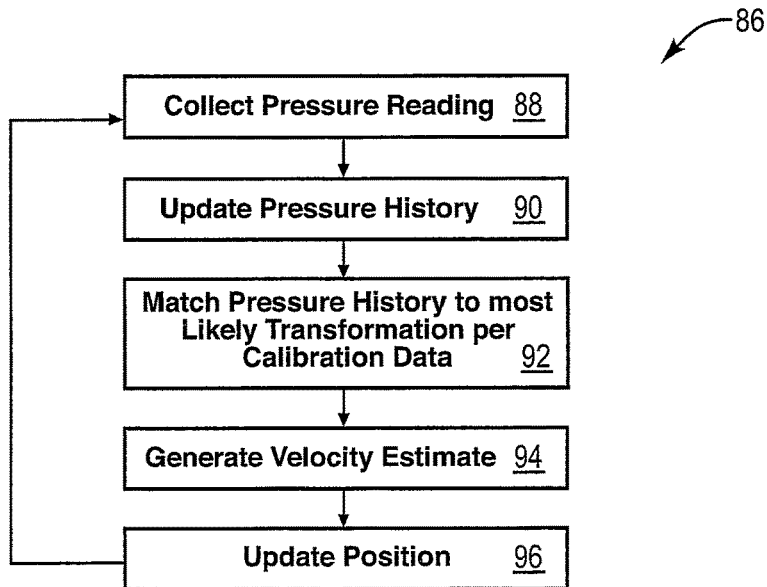 86
Collect Pressure Reading 88
Update Pressure History 90
Match Pressure History to most
Likely Transformation per
Calibration Data 92
Generate Velocity Estimate 94
Update Position 96